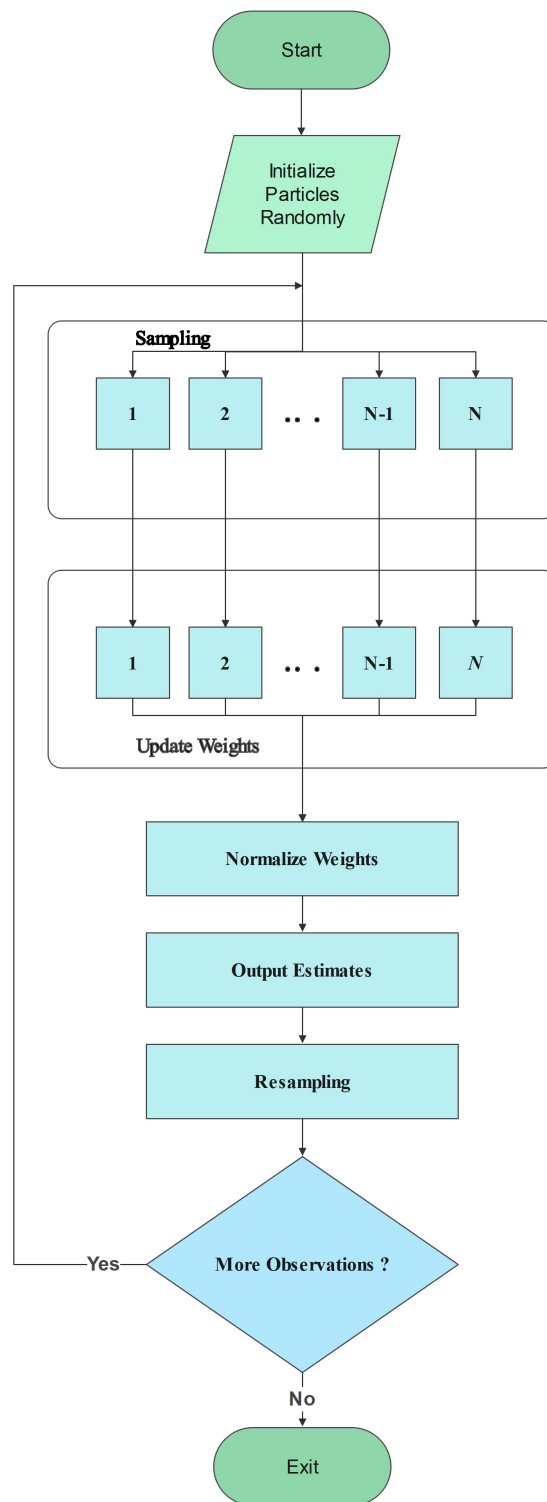 Start
Initialize
Particles
Randomly
Sampling
1 2 . . . N-1 N
1 2 . . . N-1 N
Update Weights
Normalize Weights
Output Estimates
Resampling
More Observations ?
Yes
No
Exit